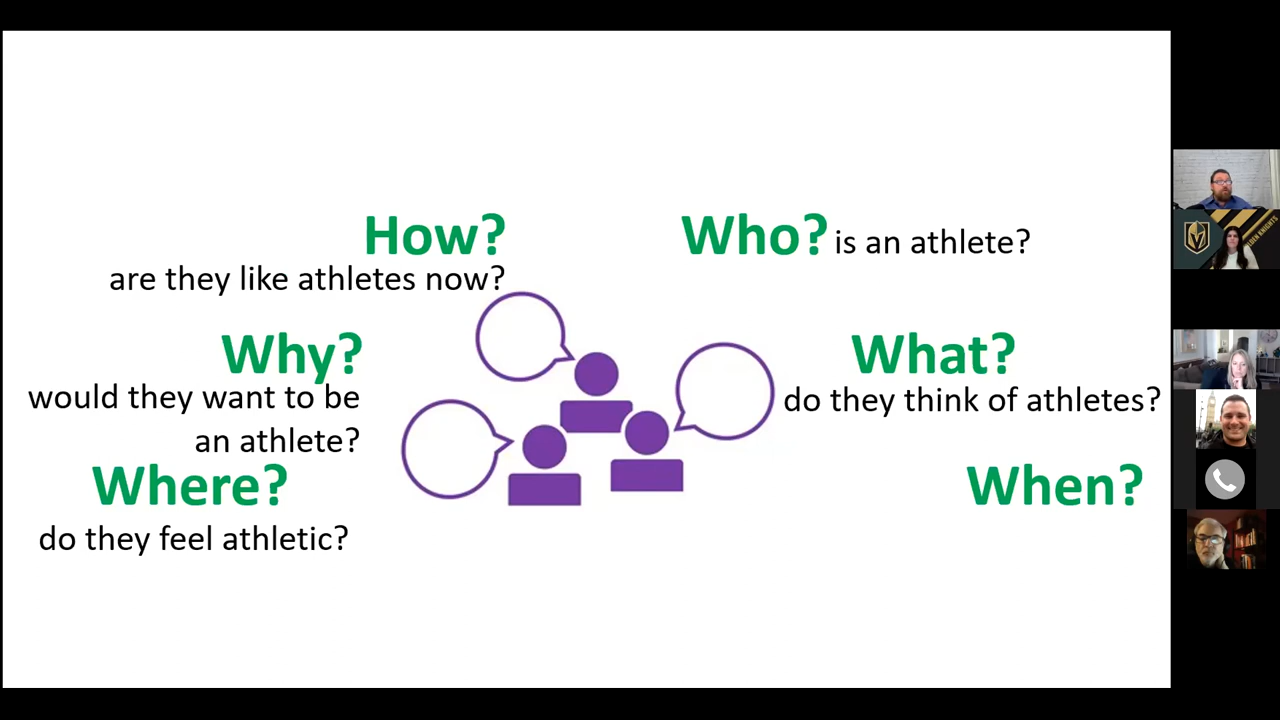 How?
are they like athletes now?
Who? is an athlete?
Why?
would they want to be
an athlete?
What?
do they think of athletes?
Where?
do they feel athletic?
When?